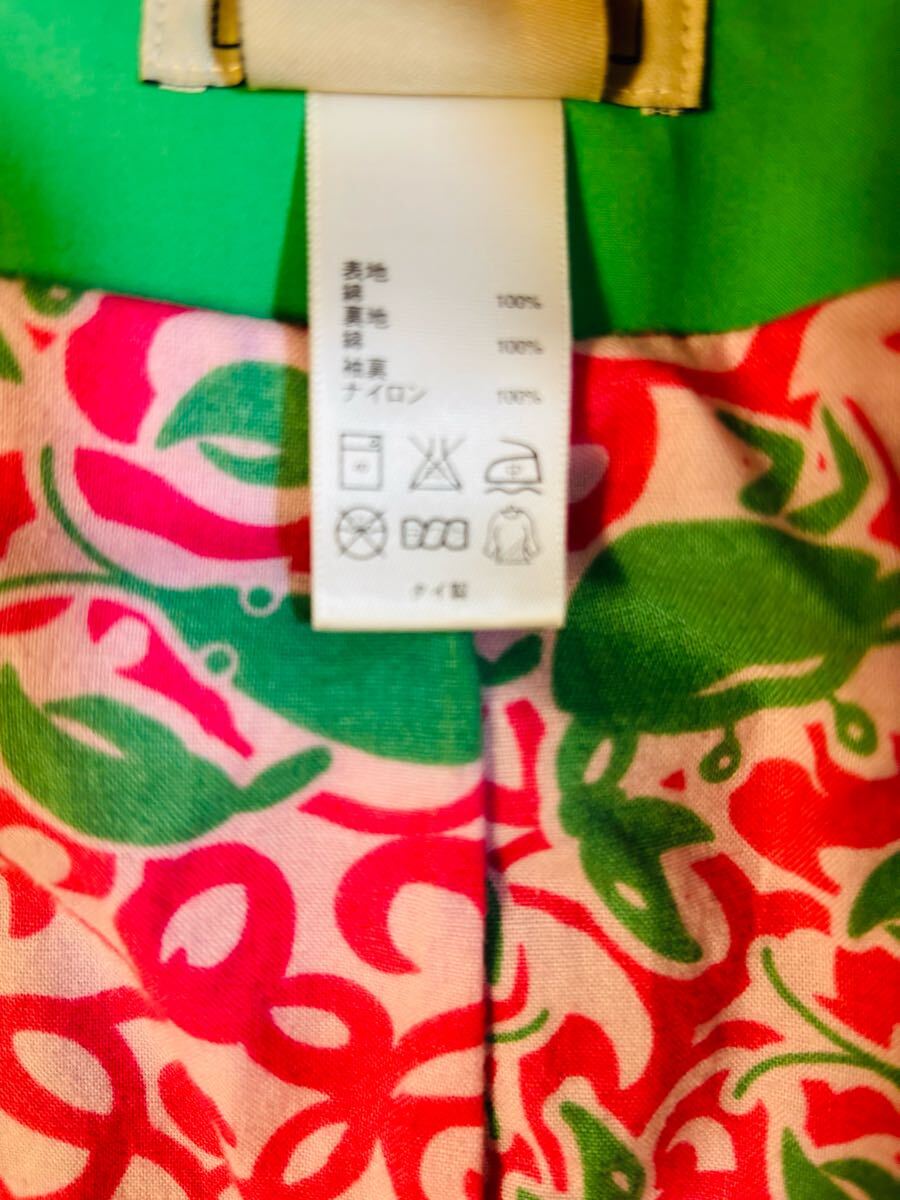 表地
綿 100%
裏地
綿 100%
袖裏
ナイロン 100%
タイ製